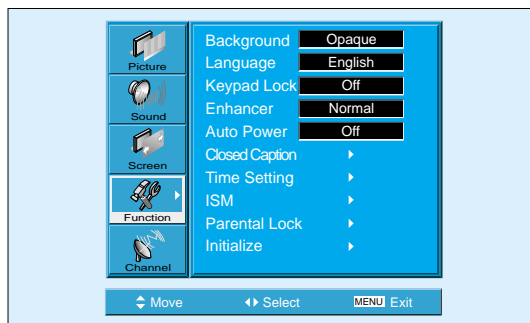 Picture
Sound
Screen
Function
Channel
Background Opaque
Language English
Keypad Lock Off
Enhancer Normal
Auto Power Off
Closed Caption
Time Setting
ISM
Parental Lock
Initialize
Move Select MENU Exit